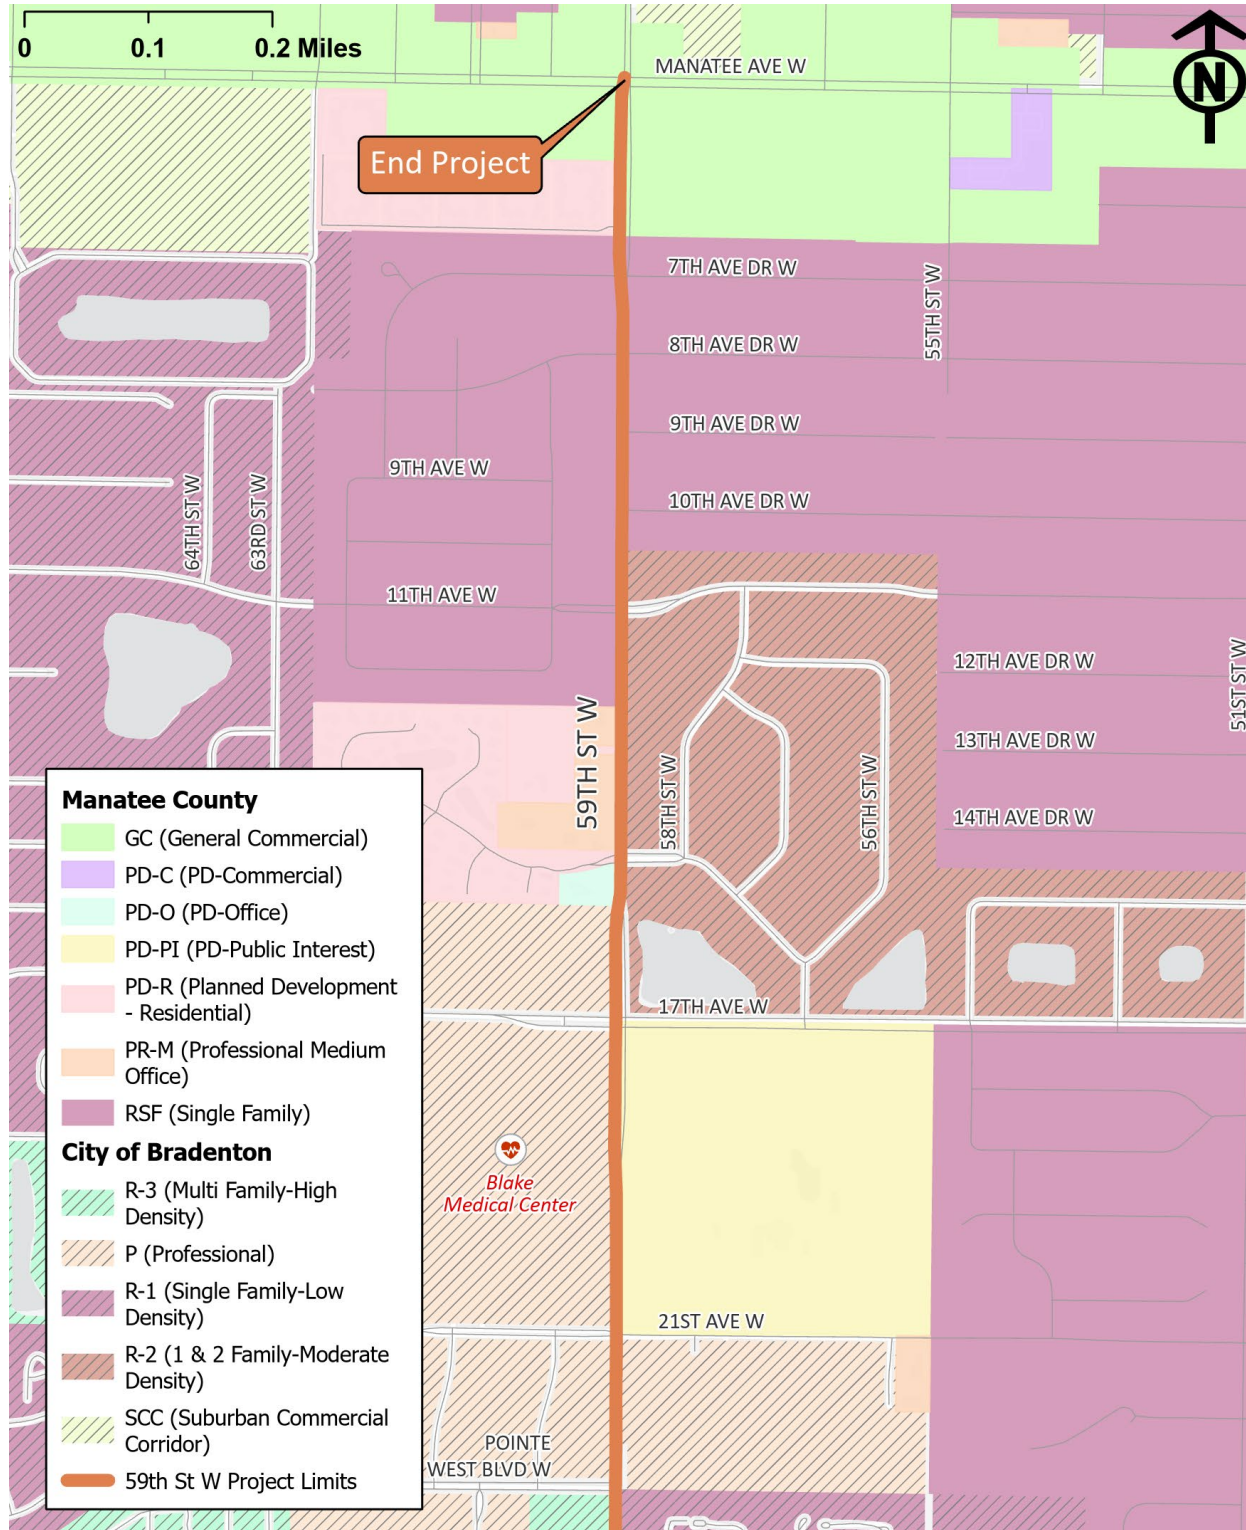 0 0.1 0.2 Miles
N
MANATEE AVE W
End Project
7TH AVE DR W
55TH ST W
8TH AVE DR W
9TH AVE DR W
9TH AVE W
10TH AVE DR W
64TH ST W
63RD ST W
11TH AVE W
12TH AVE DR W
51ST ST W
59TH ST W
13TH AVE DR W
58TH ST W
56TH ST W
14TH AVE DR W
17TH AVE W
Blake
Medical Center
21ST AVE W
POINTE
WEST BLVD W
Manatee County
GC (General Commercial)
PD-C (PD-Commercial)
PD-O (PD-Office)
PD-PI (PD-Public Interest)
PD-R (Planned Development
- Residential)
PR-M (Professional Medium
Office)
RSF (Single Family)
City of Bradenton
R-3 (Multi Family-High
Density)
P (Professional)
R-1 (Single Family-Low
Density)
R-2 (1 & 2 Family-Moderate
Density)
SCC (Suburban Commercial
Corridor)
59th St W Project Limits